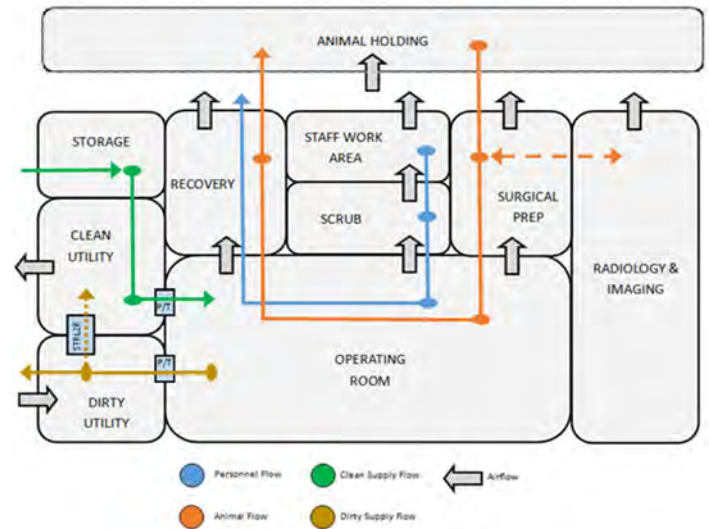 ANIMAL HOLDING
STORAGE
RECOVERY
STAFF WORK
AREA
SCRUB
SURGICAL
PREP
CLEAN
UTILITY
RADIOLOGY &
IMAGING
P/T
STRLZR
P/T
OPERATING
ROOM
DIRTY
UTILITY
Personnel Flow
Clean Supply Flow
Airflow
Animal Flow
Dirty Supply Flow